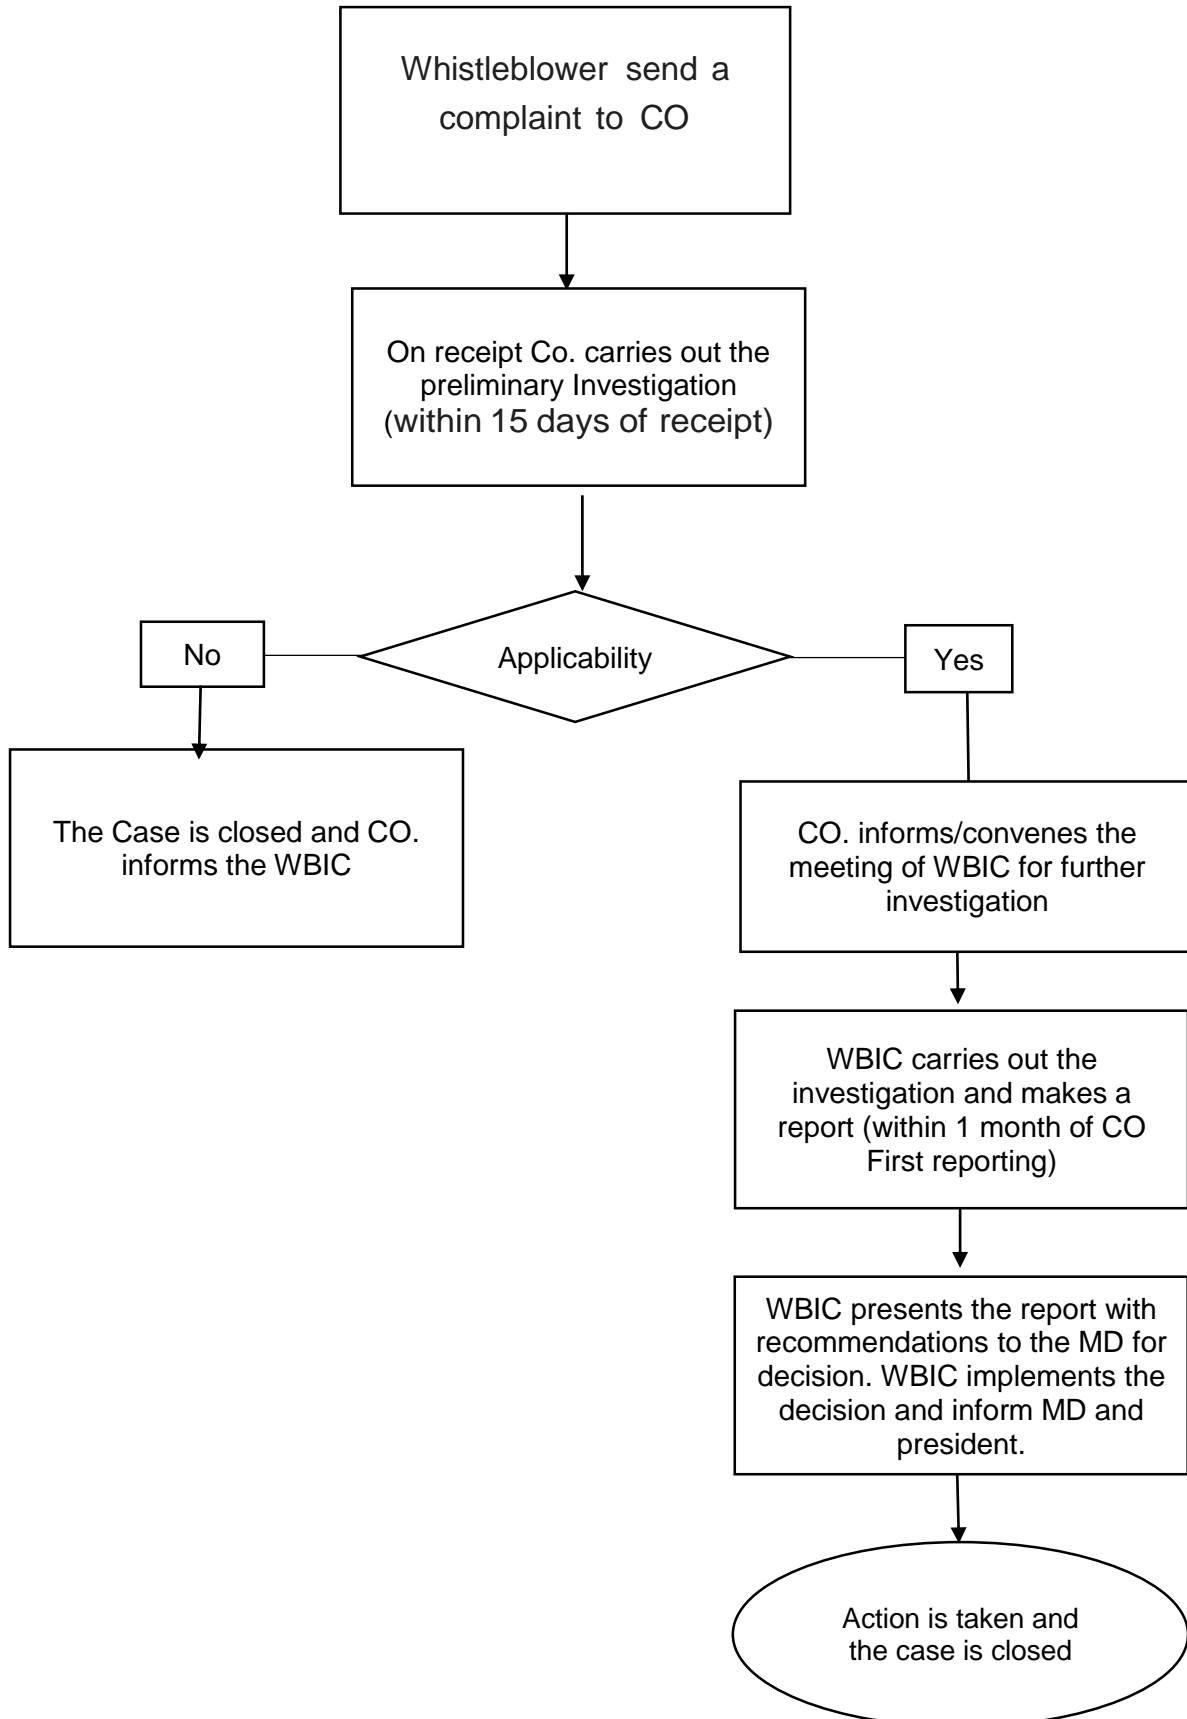 Whistleblower send a
complaint to CO
On receipt Co. carries out the
preliminary Investigation
(within 15 days of receipt)
Applicability
No
Yes
The Case is closed and CO.
informs the WBIC
CO. informs/convenes the
meeting of WBIC for further
investigation
WBIC carries out the
investigation and makes a
report (within 1 month of CO
First reporting)
WBIC presents the report with
recommendations to the MD for
decision. WBIC implements the
decision and inform MD and
president.
Action is taken and
the case is closed